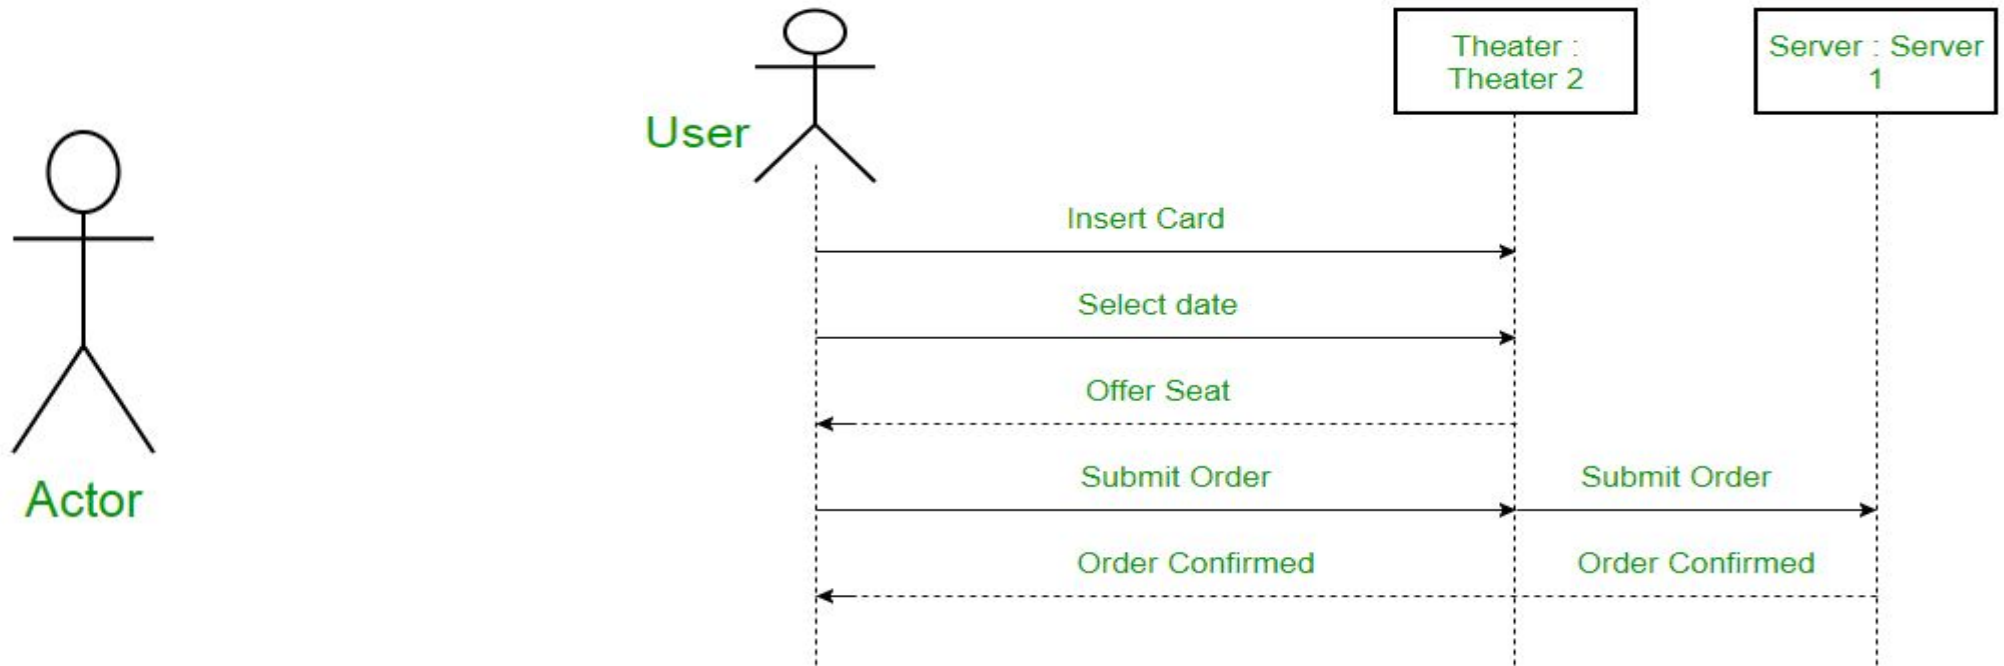 Theater :
Theater 2
Server : Server
1
User
Insert Card
Select date
Offer Seat
Actor
Submit Order
Submit Order
Order Confirmed
Order Confirmed